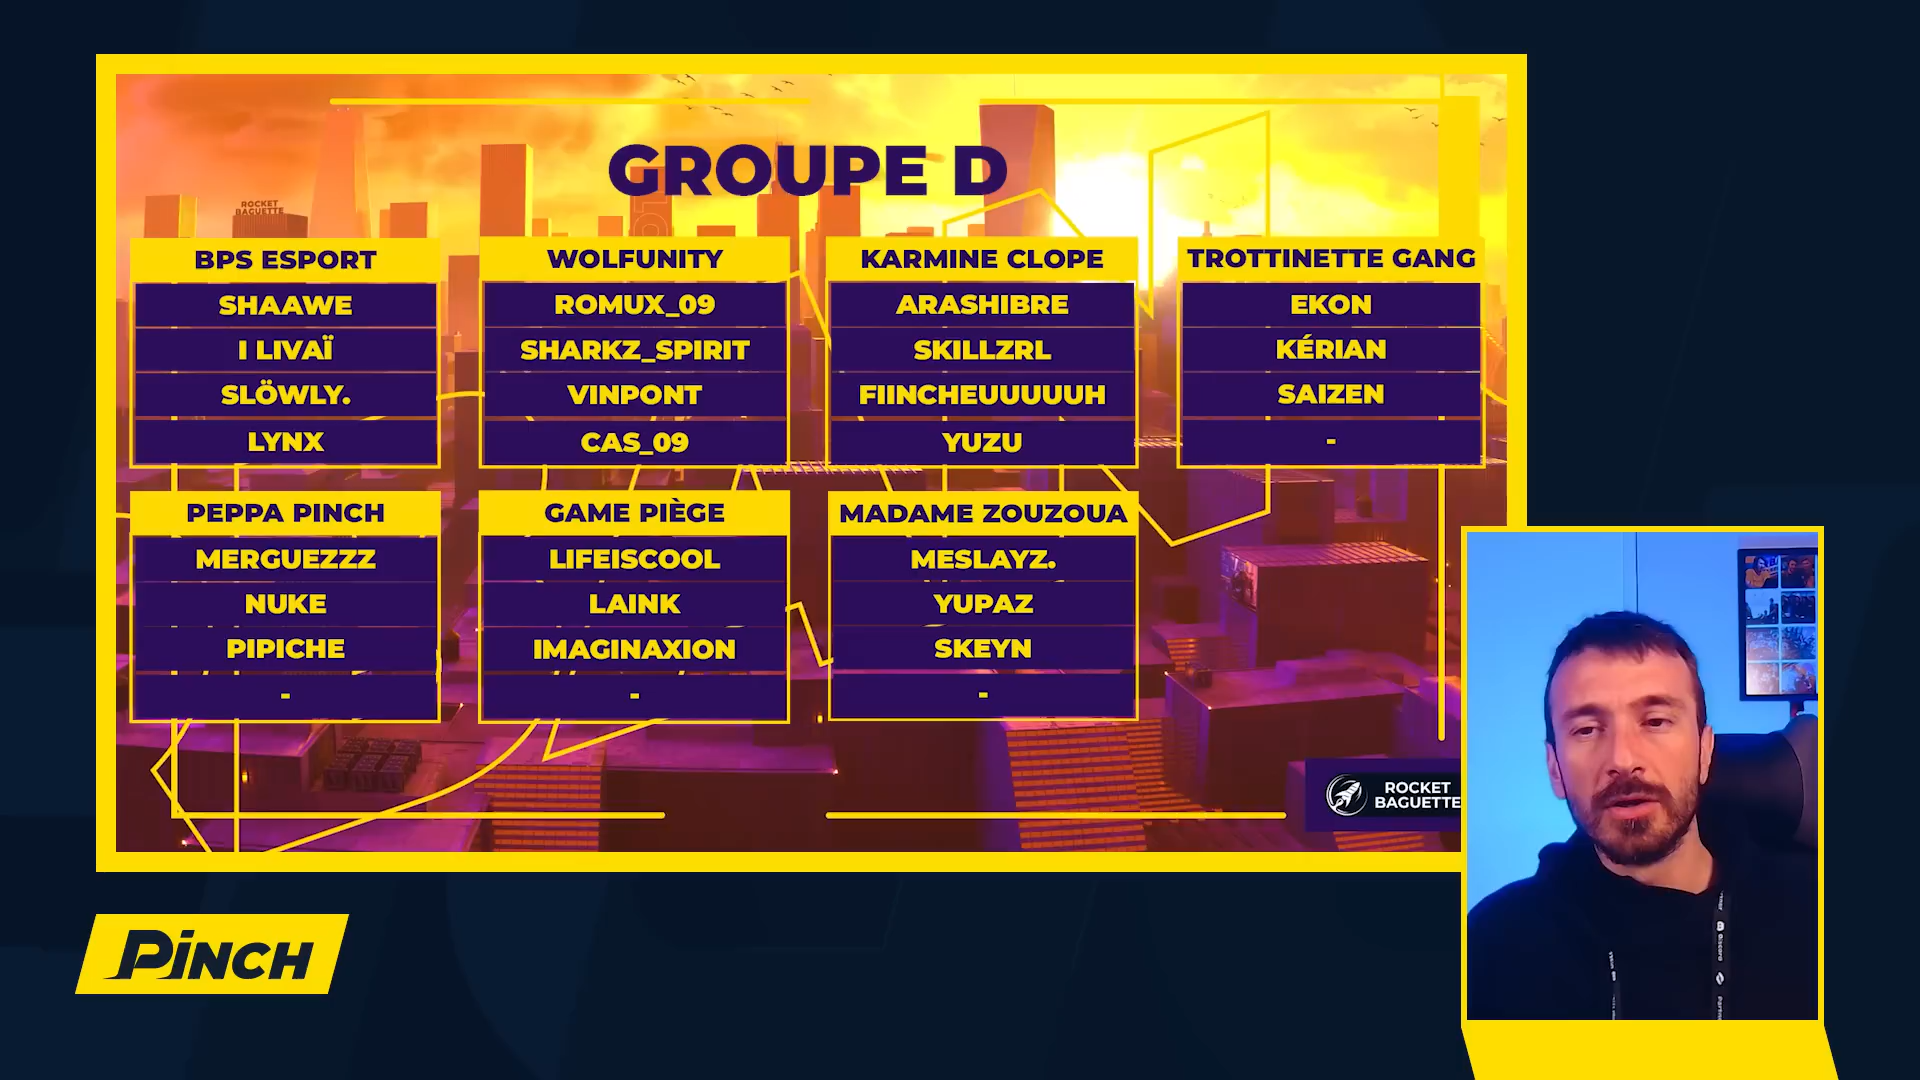 GROUPE D
ROCKET
BAGUETTE
BPS ESPORT
SHAAWE
I LIVAÏ
SLÖWLY.
LYNX
WOLFUNITY
ROMUX_09
SHARKZ_SPIRIT
VINPONT
CAS_09
KARMINE CLOPE
ARASHIBRE
SKILLZRL
FIINCHEUUUUUH
YUZU
TROTTINETTE GANG
EKON
KÉRIAN
SAIZEN
-
PEPPA PINCH
MERGUEZZZ
NUKE
PIPICHE
-
GAME PIÈGE
LIFEISCOOL
LAINK
IMAGINAXION
-
MADAME ZOUZOUA
MESLAYZ.
YUPAZ
SKEYN
-
ROCKET
BAGUETTE
PINCH